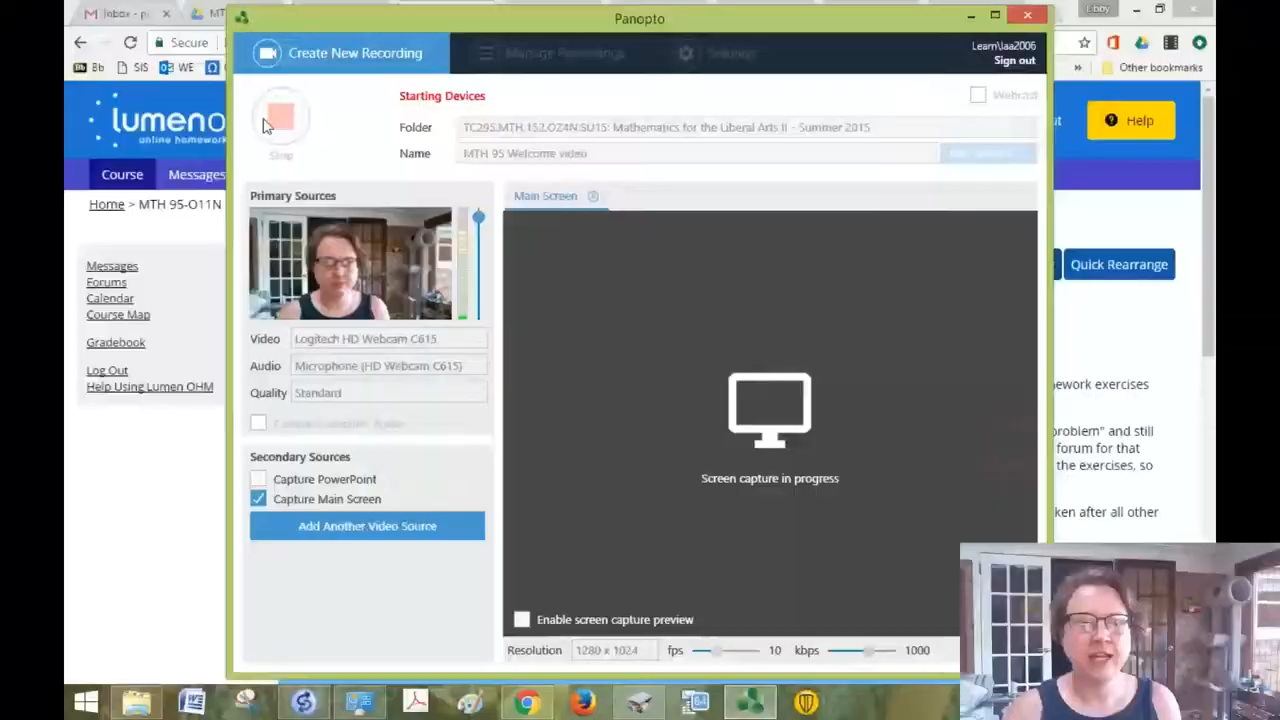 Inbox - p
MT
Libby
Panopto
Secure
Bb
SIS
WE
Other bookmarks
Create New Recording
Manage Recordings
Settings
Learn\laa2006
Sign out
Starting Devices
Webcast
Folder
TC295.MTH.152.OZ4N.SU15: Mathematics for the Liberal Arts II - Summer 2015
Name
MTH 95 Welcome video
Stop
lumen
online homework
ut
Help
Course
Messages
Home > MTH 95-O11N
Messages
Forums
Calendar
Course Map
Gradebook
Log Out
Help Using Lumen OHM
Primary Sources
Video
Logitech HD Webcam C615
Audio
Microphone (HD Webcam C615)
Quality
Standard
Secondary Sources
Capture PowerPoint
Capture Main Screen
Add Another Video Source
Main Screen
Screen capture in progress
Enable screen capture preview
Resolution 1280 x 1024 fps 10 kbps 1000
Quick Rearrange
ework exercises
problem" and still
forum for that
the exercises, so
ken after all other